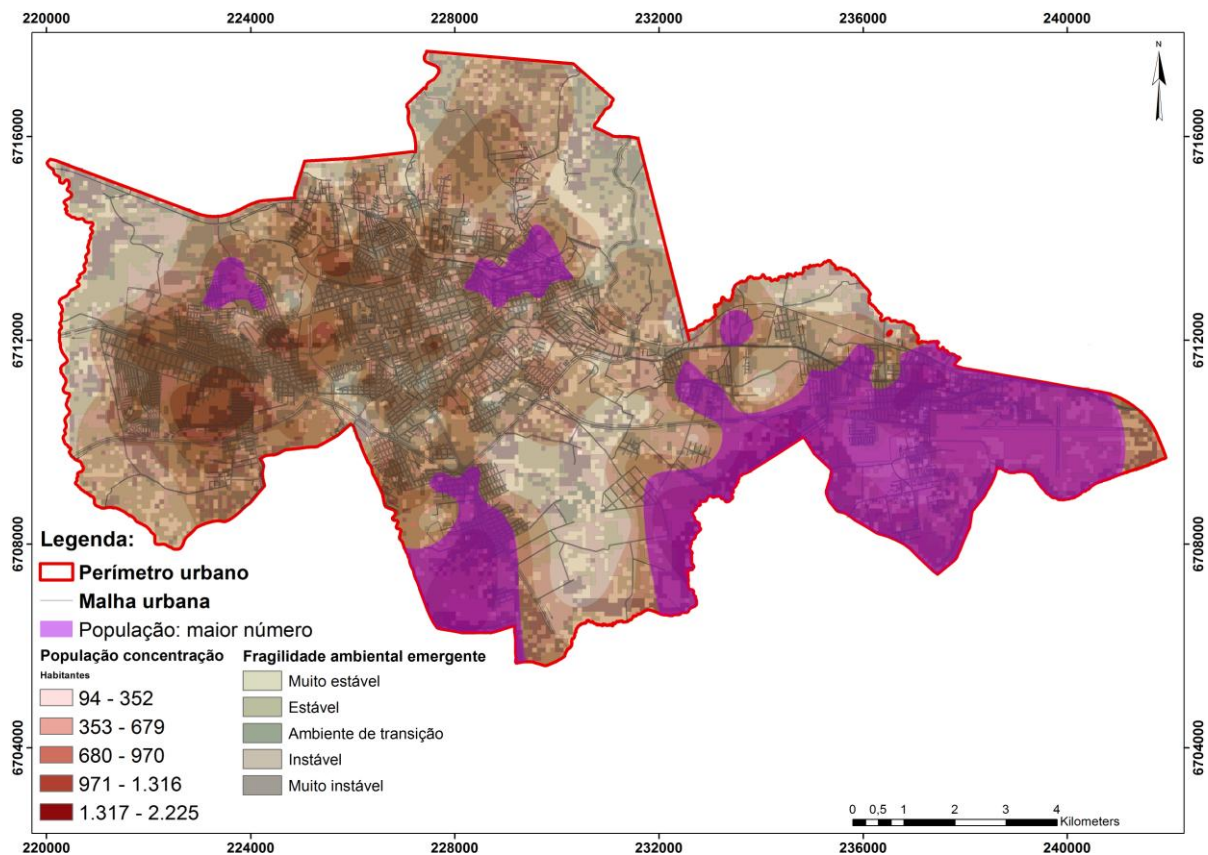 220000 224000 228000 232000 236000 240000
N
6716000 6716000
6712000 6712000
6708000 6708000
6704000 6704000
Legenda:
Perímetro urbano
Malha urbana
População: maior número
População concentração
Habitantes
94 - 352
353 - 679
680 - 970
971 - 1.316
1.317 - 2.225
Fragilidade ambiental emergente
Muito estável
Estável
Ambiente de transição
Instável
Muito instável
0 0,5 1 2 3 4
Kilometers
220000 224000 228000 232000 236000 240000